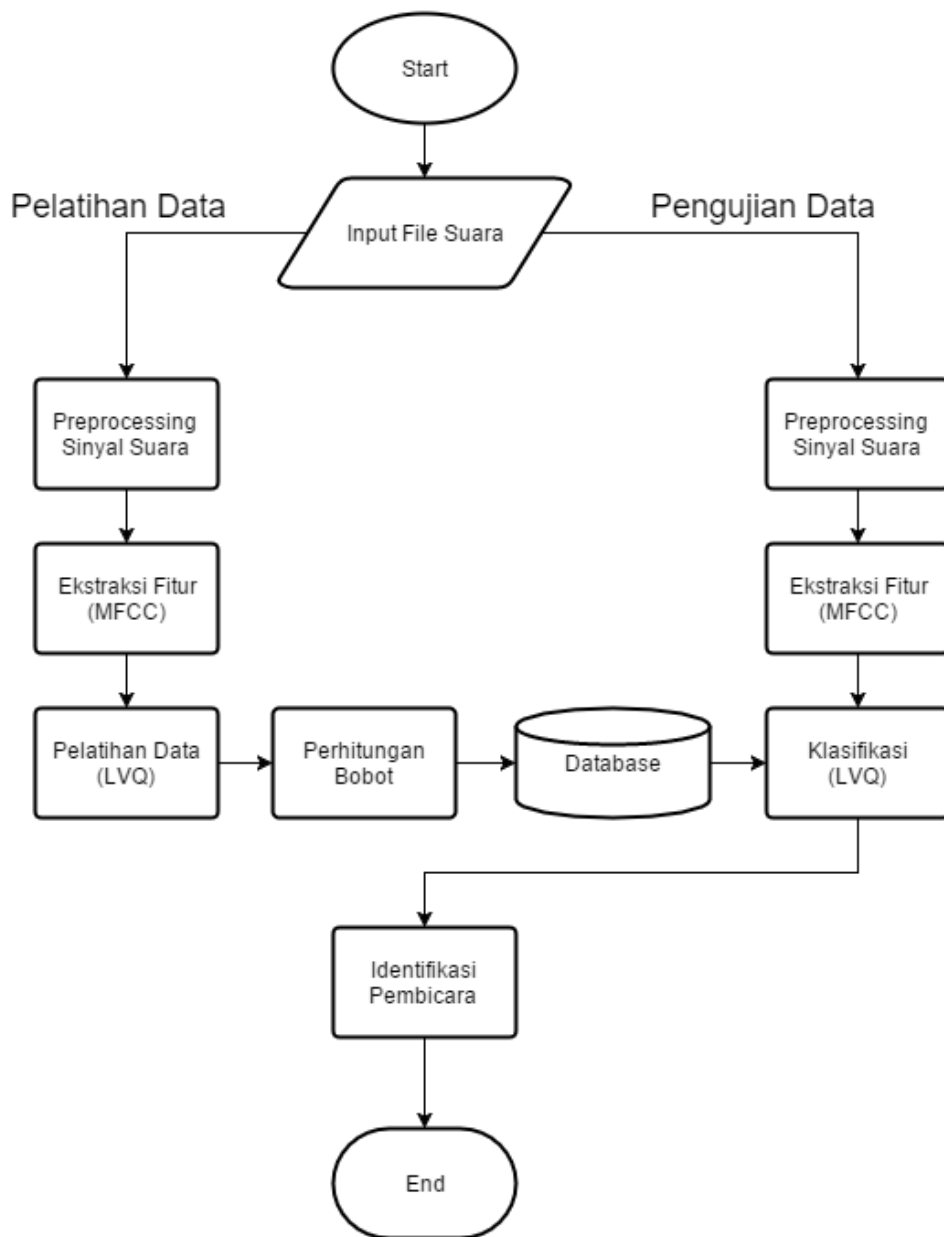 Start
Pelatihan Data
Pengujian Data
Input File Suara
Preprocessing
Sinyal Suara
Preprocessing
Sinyal Suara
Ekstraksi Fitur
(MFCC)
Ekstraksi Fitur
(MFCC)
Pelatihan Data
(LVQ)
Perhitungan
Bobot
Database
Klasifikasi
(LVQ)
Identifikasi
Pembicara
End